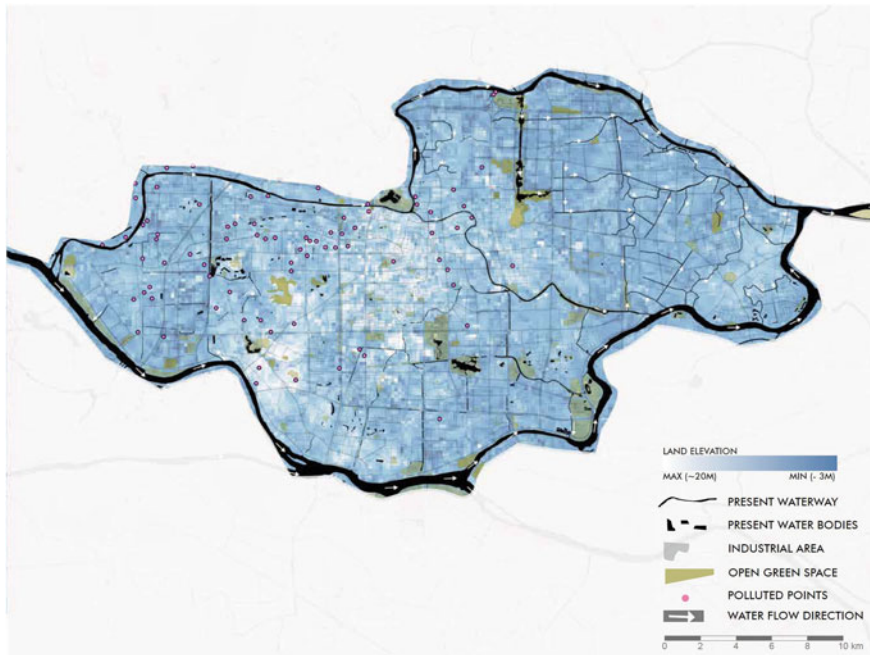 LAND ELEVATION
MAX (~20M) MIN (- 3M)
PRESENT WATERWAY
PRESENT WATER BODIES
INDUSTRIAL AREA
OPEN GREEN SPACE
POLLUTED POINTS
WATER FLOW DIRECTION
0 2 4 6 8 10 km